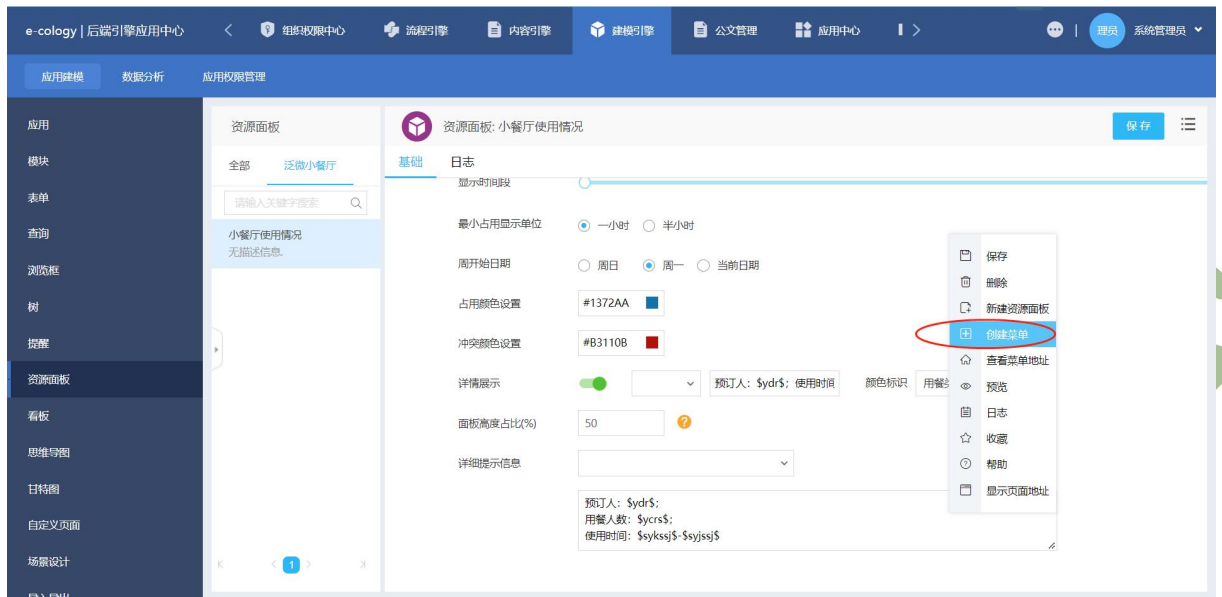 e-cology | 后端引擎应用中心
组织权限中心
流程引擎
内容引擎
建模引擎
公文管理
应用中心
理员
系统管理员
应用建模
数据分析
应用权限管理
应用
模块
表单
查询
浏览框
树
提醒
资源面板
看板
思维导图
甘特图
自定义页面
场景设计
资源面板
全部
泛微小餐厅
请输入关键字搜索
小餐厅使用情况
无描述信息.
1
资源面板: 小餐厅使用情况
保存
基础
日志
显示时间段
最小占用显示单位
一小时
半小时
周开始日期
周日
周一
当前日期
占用颜色设置
#1372AA
冲突颜色设置
#B3110B
详情展示
预订人: $ydr$; 使用时间
颜色标识
用餐
面板高度占比(%)
50
详细提示信息
预订人: $ydr$;
用餐人数: $ycrs$;
使用时间: $sykssj$-$syjssj$
保存
删除
新建资源面板
创建菜单
查看菜单地址
预览
日志
收藏
帮助
显示页面地址